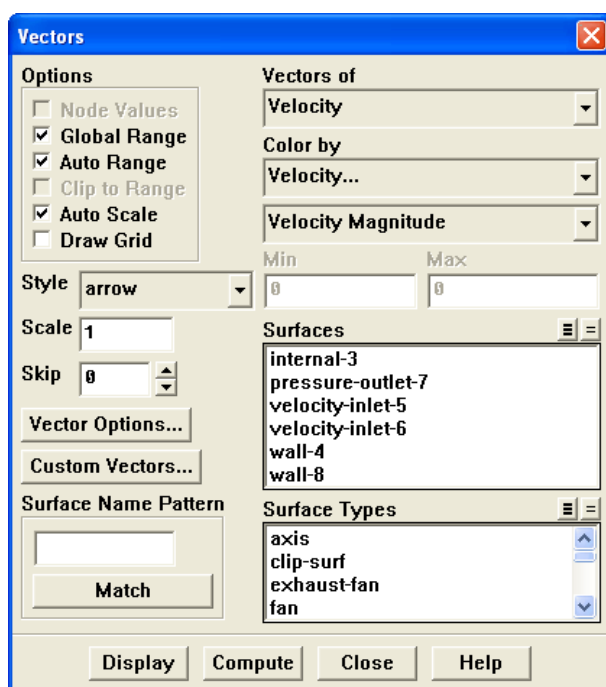 Vectors
Options
Node Values
Global Range
Auto Range
Clip to Range
Auto Scale
Draw Grid
Style arrow
Scale 1
Skip 0
Vector Options...
Custom Vectors...
Surface Name Pattern
Match
Vectors of
Velocity
Color by
Velocity...
Velocity Magnitude
Min Max
0 0
Surfaces
internal-3
pressure-outlet-7
velocity-inlet-5
velocity-inlet-6
wall-4
wall-8
Surface Types
axis
clip-surf
exhaust-fan
fan
Display Compute Close Help